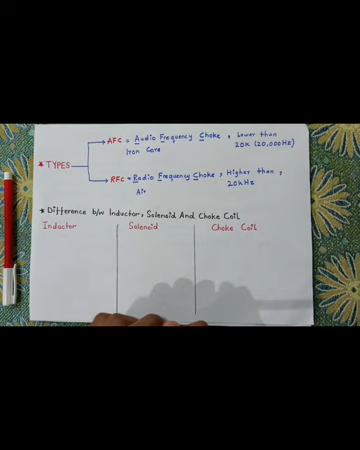 AFC = Audio Frequency Choke, Lower than
20K (20,000Hz)
Iron Core
* TYPES
RFC = Radio Frequency Choke, Higher than,
20KHz
Air
* Difference b/w Inductor, Solenoid And Choke Coil
Inductor Solenoid Choke Coil